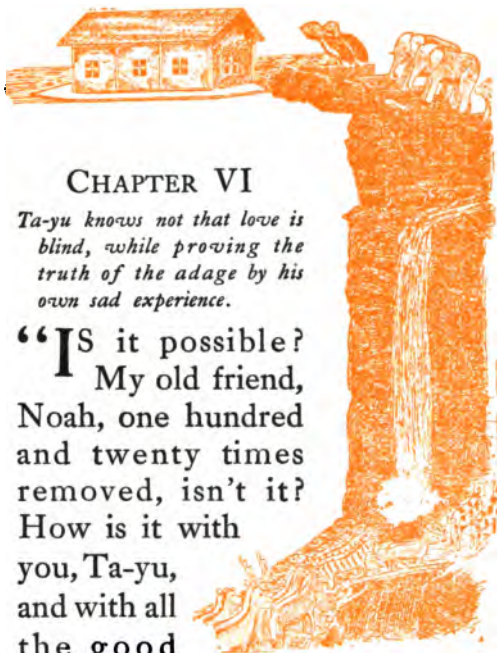 CHAPTER VI
Ta-yu knows not that love is
blind, while proving the
truth of the adage by his
own sad experience.
“IS it possible?
My old friend,
Noah, one hundred
and twenty times
removed, isn't it?
How is it with
you, Ta-yu,
and with all
the good